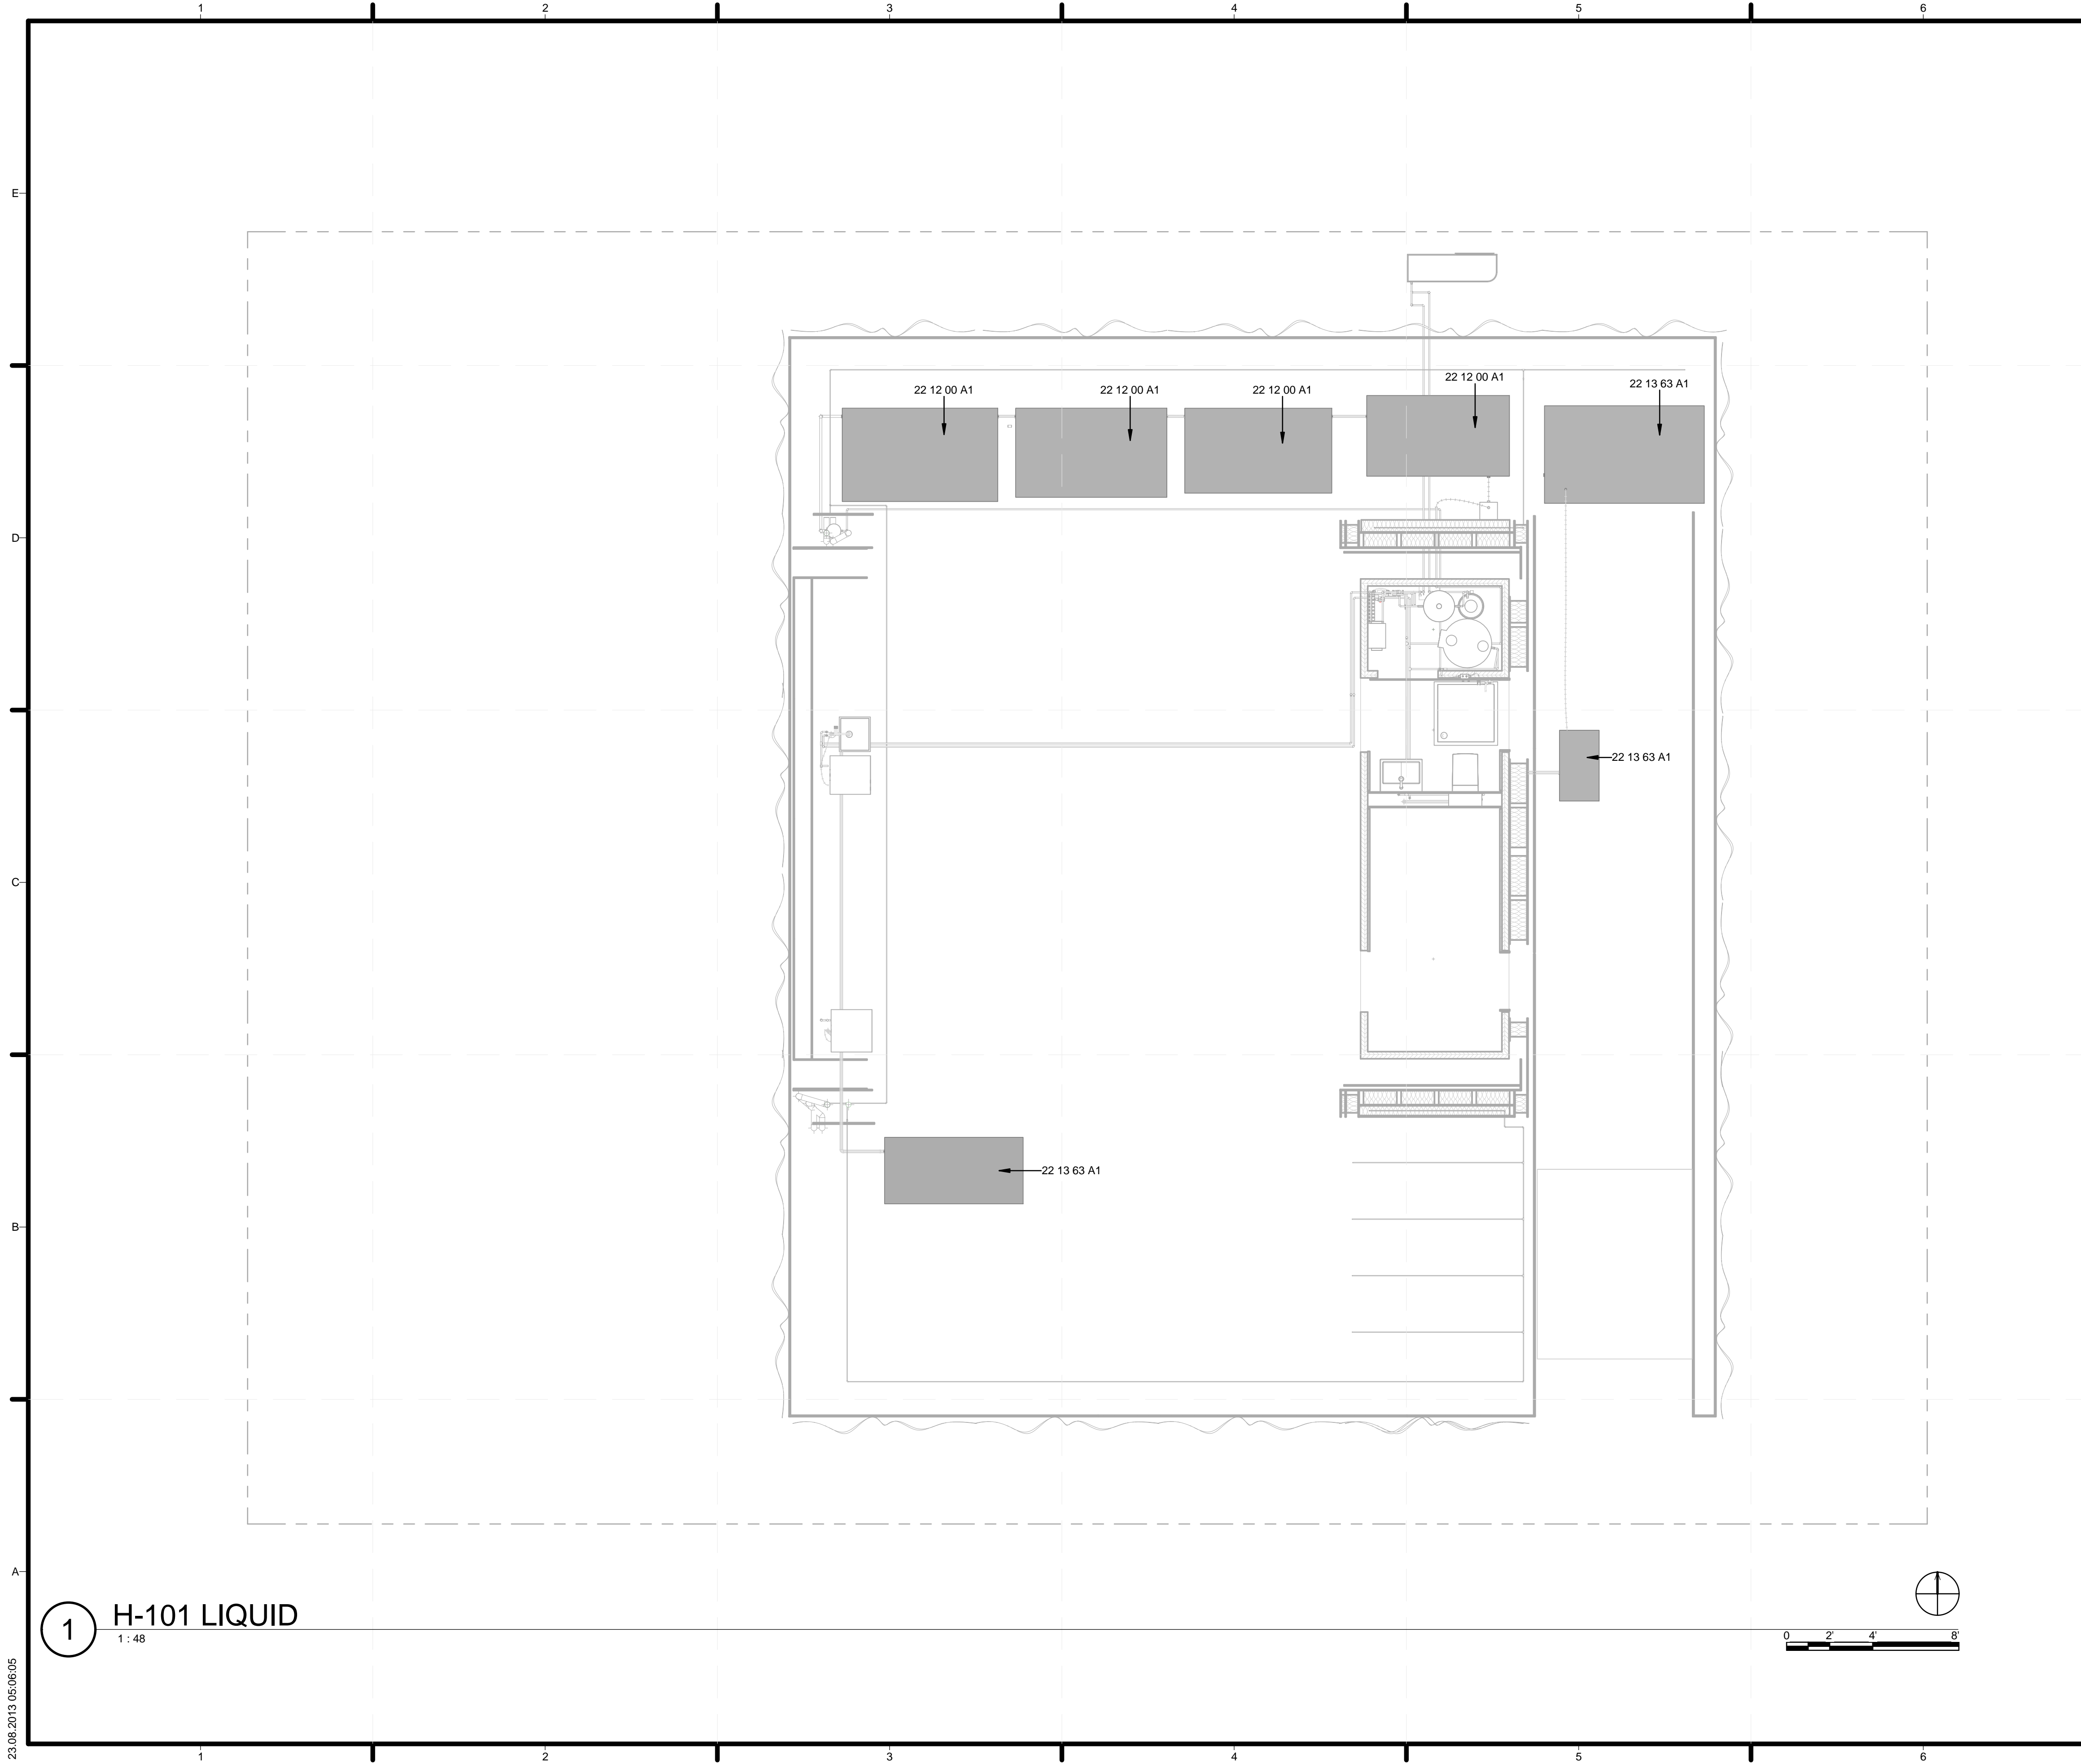 1 2 3 4 5 6
E
22 12 00 A1
22 12 00 A1
22 12 00 A1
22 12 00 A1
22 13 63 A1
D
22 13 63 A1
C
22 13 63 A1
B
A
1
H-101 LIQUID
1 : 48
0 2' 4' 8'
23.08.2013 05:06:05
1 2 3 4 5 6